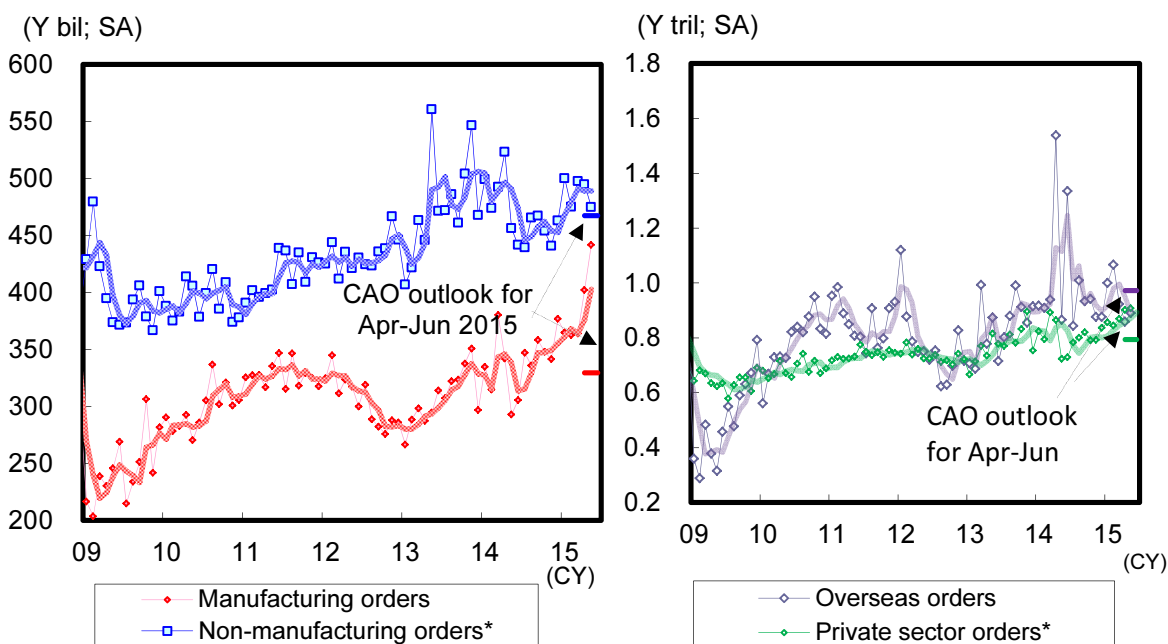 (Y bil; SA)
600
550
500
450
400
350
300
250
200
CAO outlook for
Apr-Jun 2015
09 10 11 12 13 14 15
(CY)
Manufacturing orders
Non-manufacturing orders*
(Y tril; SA)
1.8
1.6
1.4
1.2
1.0
0.8
0.6
0.4
0.2
CAO outlook
for Apr-Jun
09 10 11 12 13 14 15
(CY)
Overseas orders
Private sector orders*